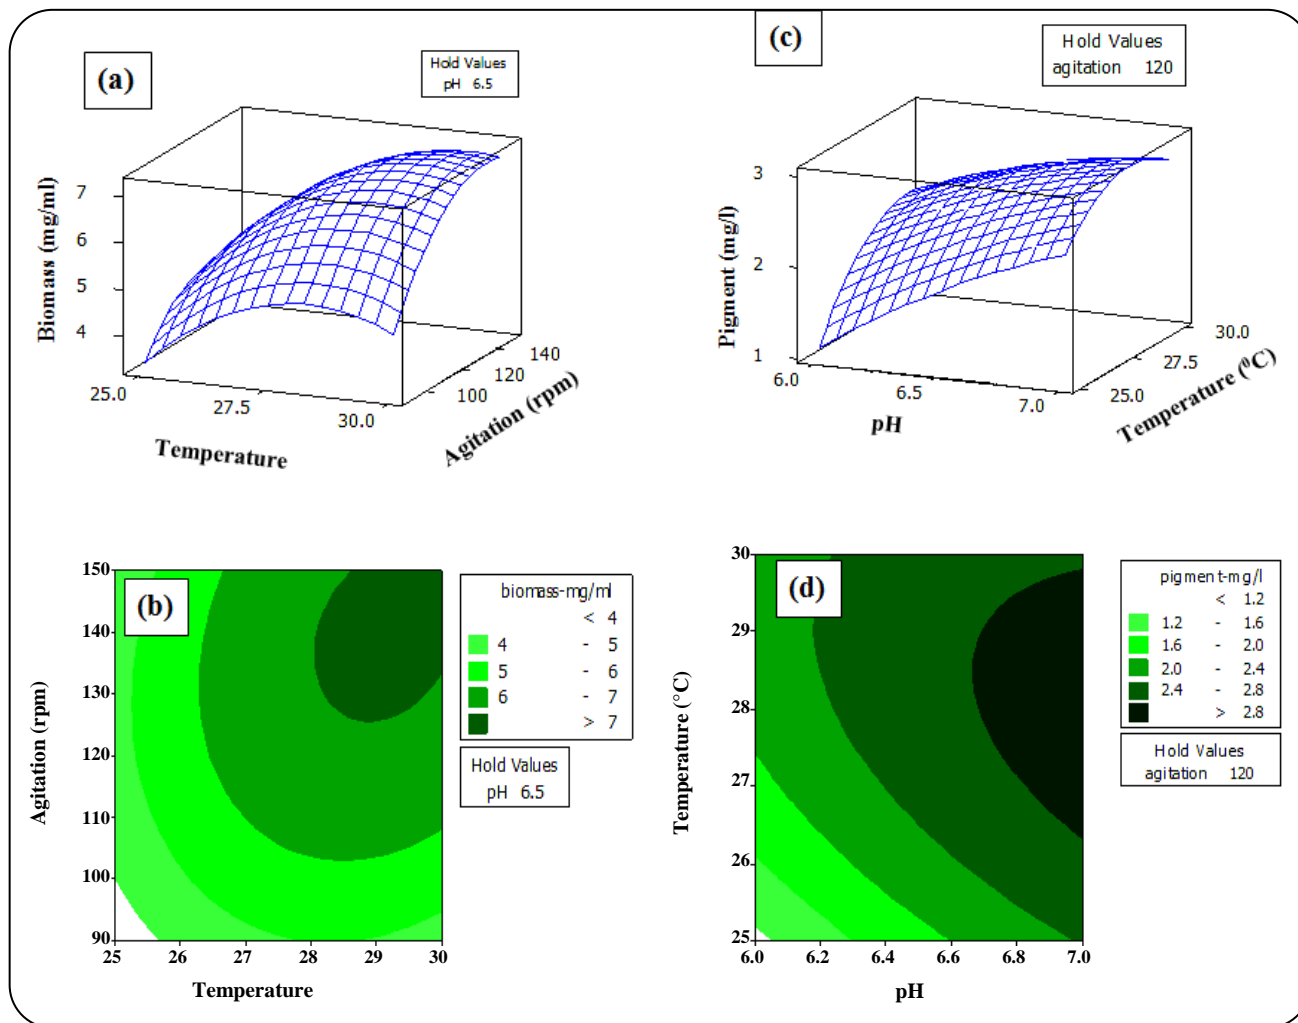 (a)
Hold Values
pH 6.5
Biomass (mg/ml)
7
6
5
4
25.0
27.5
30.0
Temperature
100
120
140
Agitation (rpm)
(c)
Hold Values
agitation 120
Pigment (mg/l)
3
2
1
6.0
6.5
7.0
pH
25.0
27.5
30.0
Temperature (⁰C)
(b)
Agitation (rpm)
150
140
130
120
110
100
90
25 26 27 28 29 30
Temperature
biomass-mg/ml
< 4
4 - 5
5 - 6
6 - 7
> 7
Hold Values
pH 6.5
(d)
Temperature (°C)
30
29
28
27
26
25
6.0 6.2 6.4 6.6 6.8 7.0
pH
pigment-mg/l
< 1.2
1.2 - 1.6
1.6 - 2.0
2.0 - 2.4
2.4 - 2.8
> 2.8
Hold Values
agitation 120